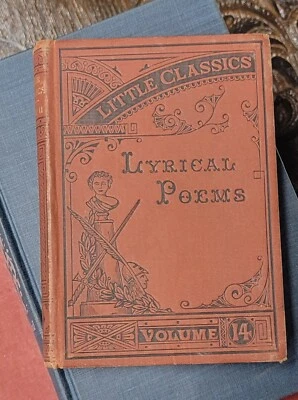 LITTLE CLASSICS
LYRICAL
POEMS
VOLUME 14